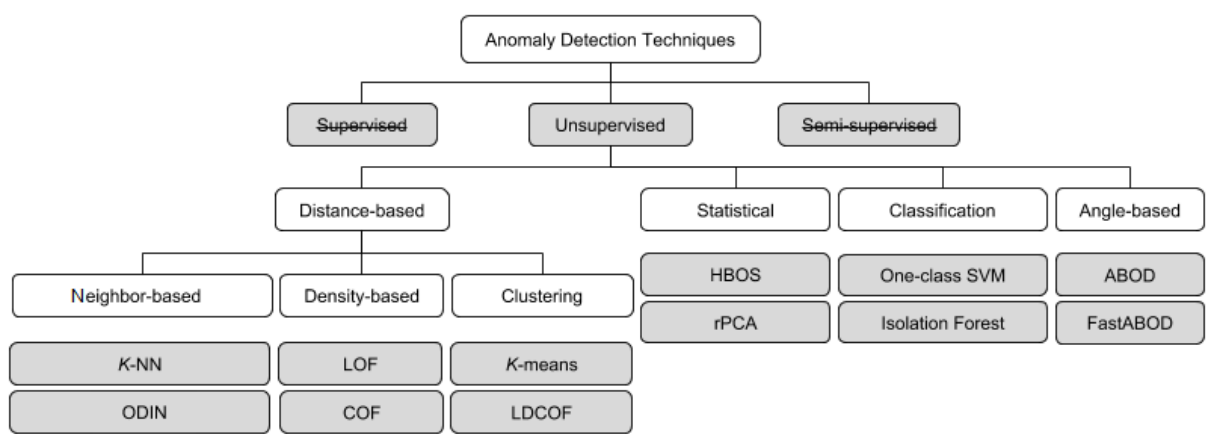 Anomaly Detection Techniques
Supervised
Unsupervised
Semi-supervised
Distance-based
Statistical
Classification
Angle-based
Neighbor-based
Density-based
Clustering
HBOS
One-class SVM
ABOD
rPCA
Isolation Forest
FastABOD
K-NN
LOF
K-means
ODIN
COF
LDCOF